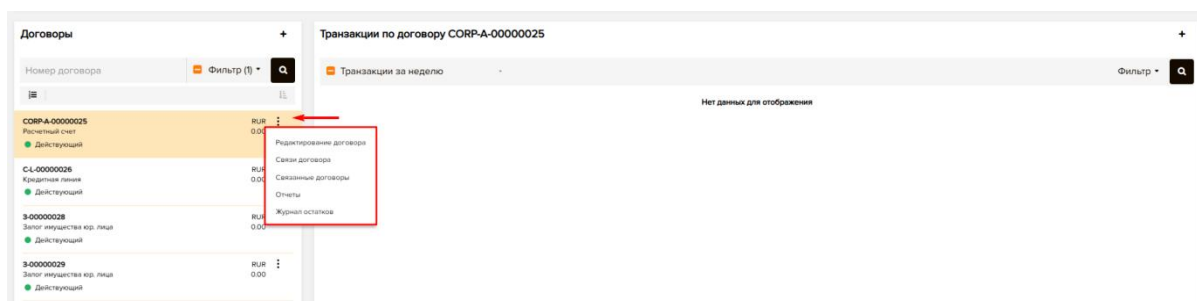 Договоры +
Номер договора Фильтр (1)
CORP-A-00000025 RUR
Расчетный счет 0.00
Действующий
C-L-00000026 RUR
Кредитная линия 0.00
Действующий
З-00000028 RUR
Залог имущества юр. лица 0.00
Действующий
З-00000029 RUR
Залог имущества юр. лица 0.00
Действующий
Редактирование договора
Связи договора
Связанные договоры
Отчеты
Журнал остатков
Транзакции по договору CORP-A-00000025 +
Транзакции за неделю Фильтр
Нет данных для отображения